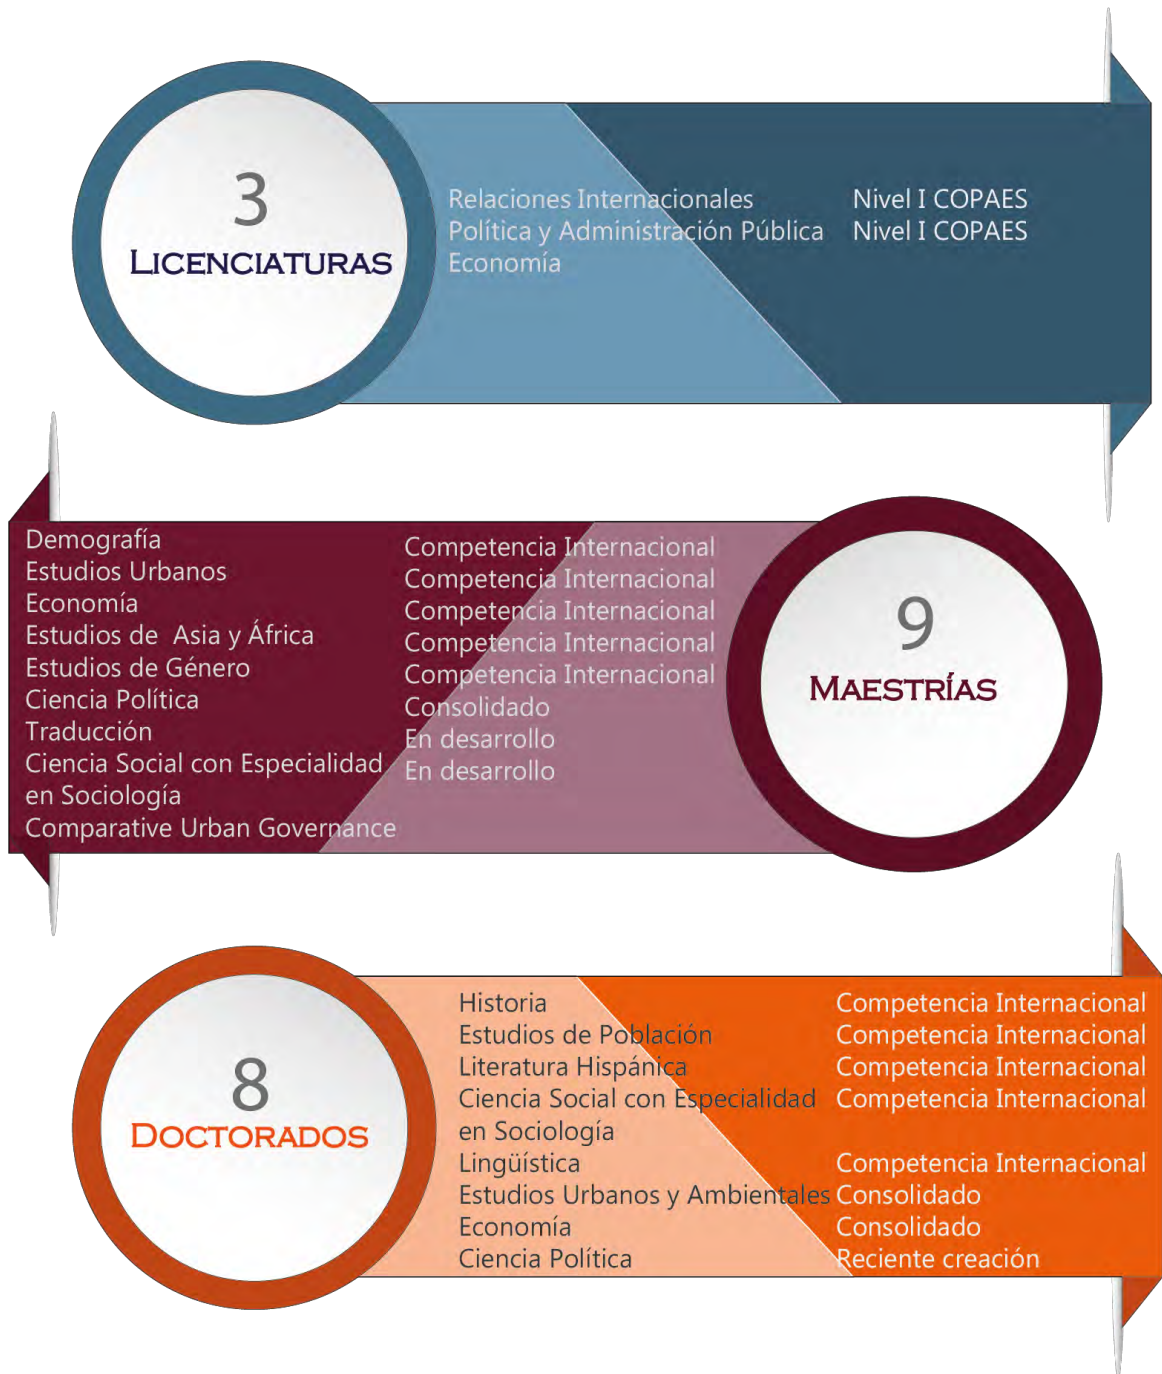 3
LICENCIATURAS
Relaciones Internacionales Nivel I COPAES
Política y Administración Pública Nivel I COPAES
Economía
Demografía Competencia Internacional
Estudios Urbanos Competencia Internacional
Economía Competencia Internacional
Estudios de Asia y África Competencia Internacional
Estudios de Género Competencia Internacional
Ciencia Política Consolidado
Traducción En desarrollo
Ciencia Social con Especialidad En desarrollo
en Sociología
Comparative Urban Governance
9
MAESTRÍAS
8
DOCTORADOS
Historia Competencia Internacional
Estudios de Población Competencia Internacional
Literatura Hispánica Competencia Internacional
Ciencia Social con Especialidad Competencia Internacional
en Sociología
Lingüística Competencia Internacional
Estudios Urbanos y Ambientales Consolidado
Economía Consolidado
Ciencia Política Reciente creación